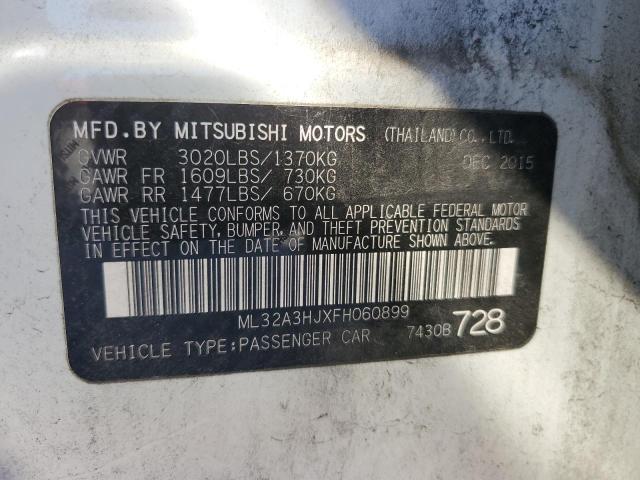 MFD.BY MITSUBISHI MOTORS (THAILAND) CO., LTD.
GVWR 3020LBS/1370KG DEC 2015
GAWR FR 1609LBS/ 730KG
GAWR RR 1477LBS/ 670KG
THIS VEHICLE CONFORMS TO ALL APPLICABLE FEDERAL MOTOR
VEHICLE SAFETY, BUMPER, AND THEFT PREVENTION STANDARDS
IN EFFECT ON THE DATE OF MANUFACTURE SHOWN ABOVE.
ML32A3HJXFH060899
VEHICLE TYPE:PASSENGER CAR 7430B 728